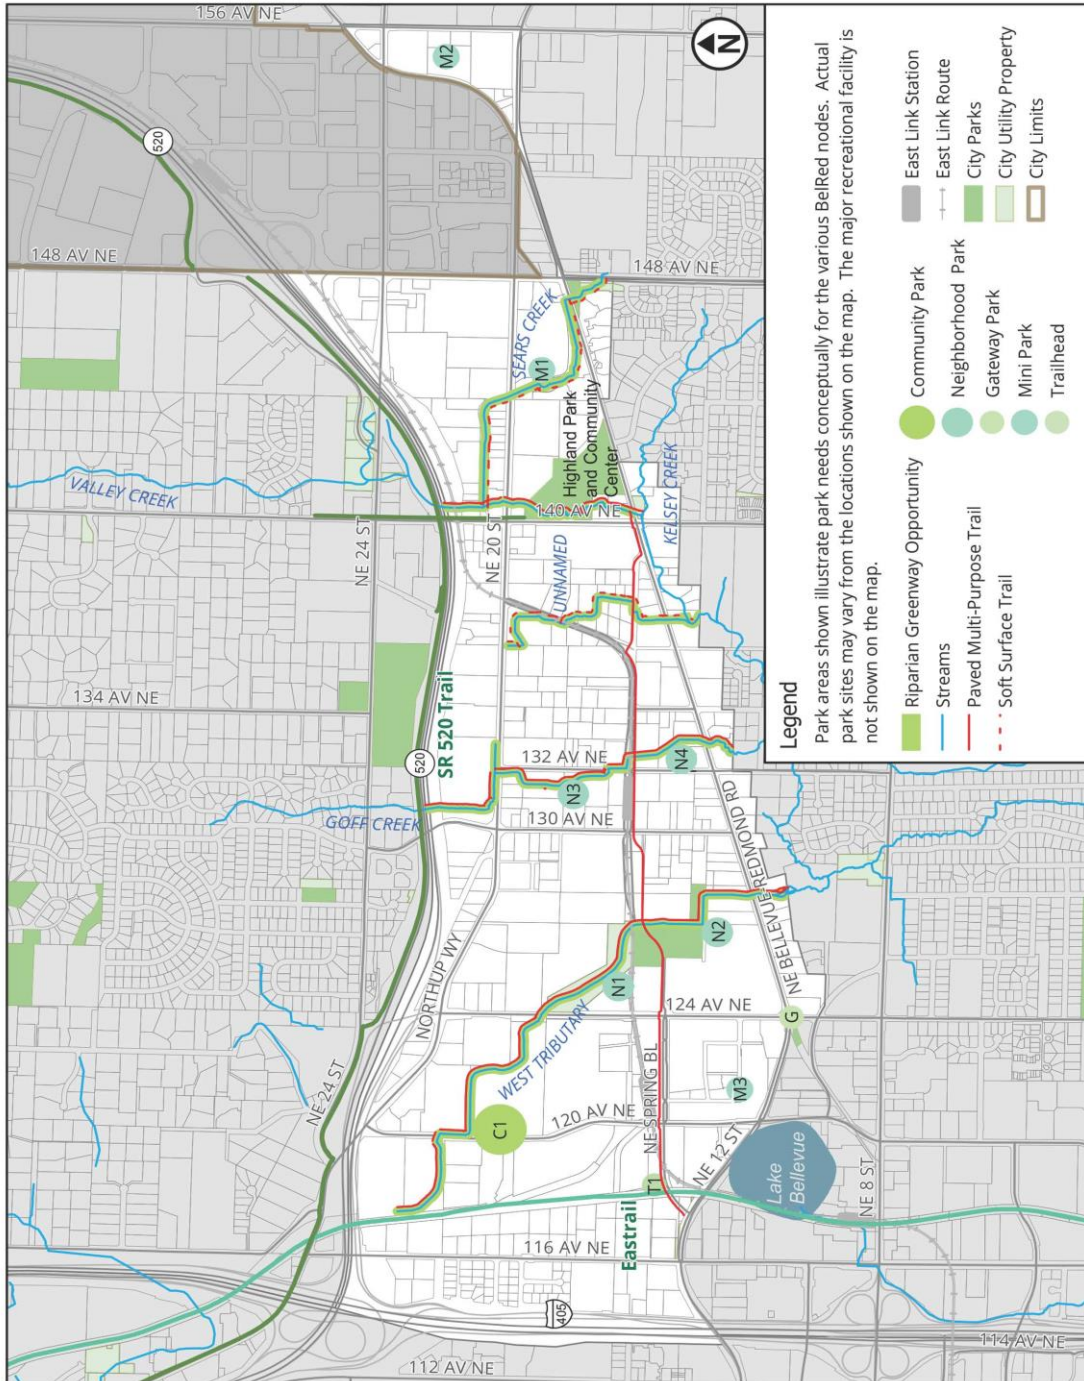 156 AV NE
M2
N
520
148 AV NE
148 AV NE
SEARS CREEK
M1
Highland Park
and Community
Center
VALLEY CREEK
140 AV NE
KELSEY CREEK
NE 24 ST
NE 20 ST
UNNAMED
134 AV NE
SR 520 Trail
520
132 AV NE
N4
N3
GOFF CREEK
130 AV NE
NE BELLEVUE-REDMOND RD
N2
NORTHUP WY
N1
124 AV NE
G
WEST TRIBUTARY
NE 24 ST
M3
C1
120 AV NE
NE SPRING BL
NE 12 ST
T1
Lake
Bellevue
NE 8 ST
Eastrail
116 AV NE
405
114 AV NE
112 AV NE
Legend
Park areas shown illustrate park needs conceptually for the various BelRed nodes. Actual
park sites may vary from the locations shown on the map. The major recreational facility is
not shown on the map.
Riparian Greenway Opportunity
Streams
Paved Multi-Purpose Trail
Soft Surface Trail
Community Park
Neighborhood Park
Gateway Park
Mini Park
Trailhead
East Link Station
East Link Route
City Parks
City Utility Property
City Limits